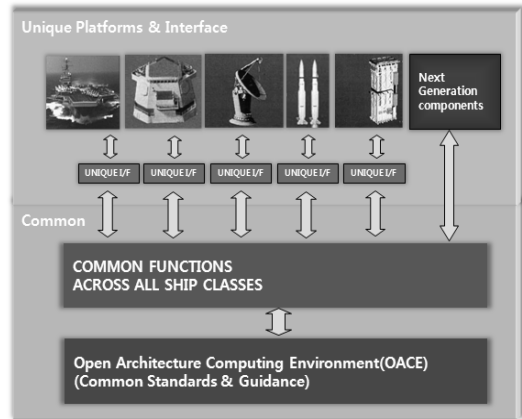 Unique Platforms & Interface
Next
Generation
components
UNIQUE I/F
UNIQUE I/F
UNIQUE I/F
UNIQUE I/F
UNIQUE I/F
Common
COMMON FUNCTIONS
ACROSS ALL SHIP CLASSES
Open Architecture Computing Environment(OACE)
(Common Standards & Guidance)